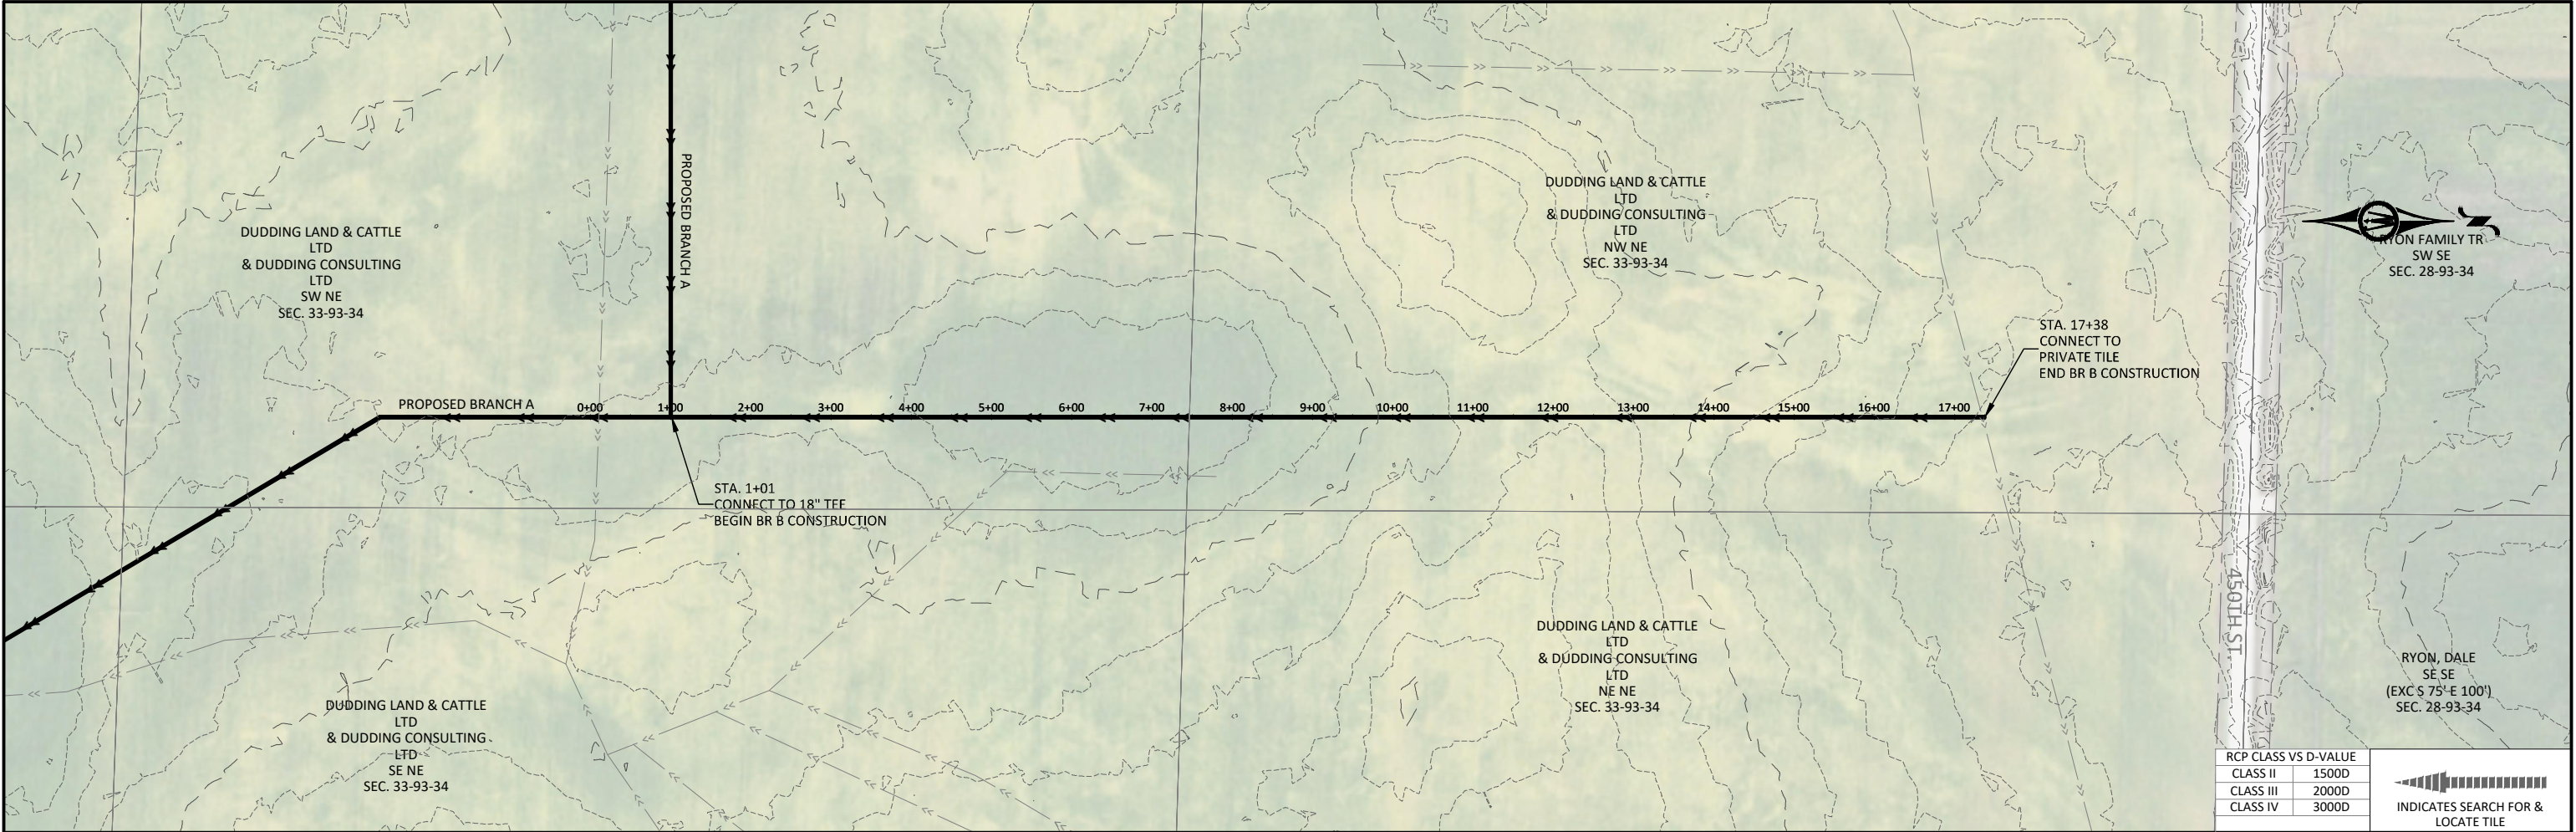 DUDDING LAND & CATTLE
LTD
& DUDDING CONSULTING
LTD
SW NE
SEC. 33-93-34
PROPOSED BRANCH A
DUDDING LAND & CATTLE
LTD
& DUDDING CONSULTING
LTD
NW NE
SEC. 33-93-34
RYON FAMILY TR
SW SE
SEC. 28-93-34
STA. 17+38
CONNECT TO
PRIVATE TILE
END BR B CONSTRUCTION
PROPOSED BRANCH A
0+00 1+00 2+00 3+00 4+00 5+00 6+00 7+00 8+00 9+00 10+00 11+00 12+00 13+00 14+00 15+00 16+00 17+00
STA. 1+01
CONNECT TO 18" TEE
BEGIN BR B CONSTRUCTION
450TH ST.
DUDDING LAND & CATTLE
LTD
& DUDDING CONSULTING
LTD
NE NE
SEC. 33-93-34
RYON, DALE
SE SE
(EXC S 75' E 100')
SEC. 28-93-34
DUDDING LAND & CATTLE
LTD
& DUDDING CONSULTING
LTD
SE NE
SEC. 33-93-34
RCP CLASS VS D-VALUE
CLASS II 1500D
CLASS III 2000D
CLASS IV 3000D
INDICATES SEARCH FOR &
LOCATE TILE